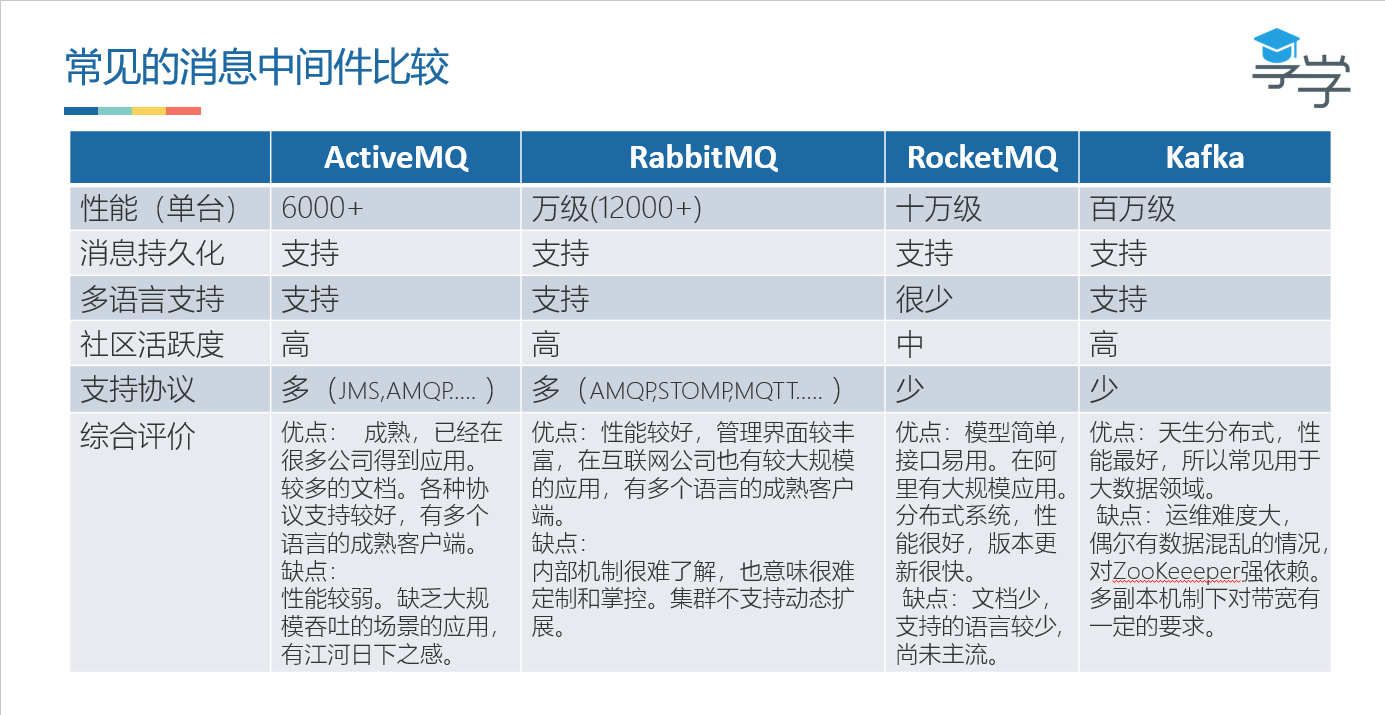 常见的消息中间件比较
享学
ActiveMQ RabbitMQ RocketMQ Kafka
性能（单台） 6000+ 万级(12000+) 十万级 百万级
消息持久化 支持 支持 支持 支持
多语言支持 支持 支持 很少 支持
社区活跃度 高 高 中 高
支持协议 多（JMS,AMQP..... ） 多（AMQP,STOMP,MQTT..... ） 少 少
综合评价
优点： 成熟，已经在
很多公司得到应用。
较多的文档。各种协
议支持较好，有多个
语言的成熟客户端。
缺点：
性能较弱。缺乏大规
模吞吐的场景的应用，
有江河日下之感。
优点：性能较好，管理界面较丰
富，在互联网公司也有较大规模
的应用，有多个语言的成熟客户
端。
缺点：
内部机制很难了解，也意味很难
定制和掌控。集群不支持动态扩
展。
优点：模型简单，
接口易用。在阿
里有大规模应用。
分布式系统，性
能很好，版本更
新很快。
缺点：文档少，
支持的语言较少，
尚未主流。
优点：天生分布式，性
能最好，所以常见用于
大数据领域。
缺点：运维难度大，
偶尔有数据混乱的情况，
对ZooKeeeper强依赖。
多副本机制下对带宽有
一定的要求。